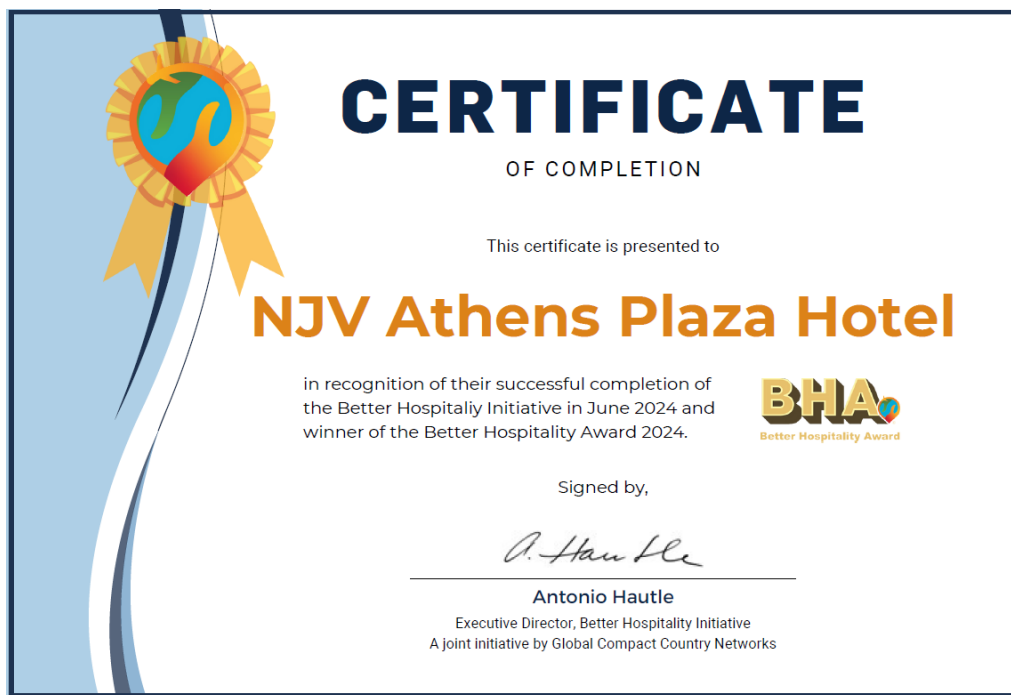 CERTIFICATE
OF COMPLETION
This certificate is presented to
NJV Athens Plaza Hotel
in recognition of their successful completion of
the Better Hospitaliy Initiative in June 2024 and
winner of the Better Hospitality Award 2024.
BHA
Better Hospitality Award
Signed by,
A. Hautle
Antonio Hautle
Executive Director, Better Hospitality Initiative
A joint initiative by Global Compact Country Networks